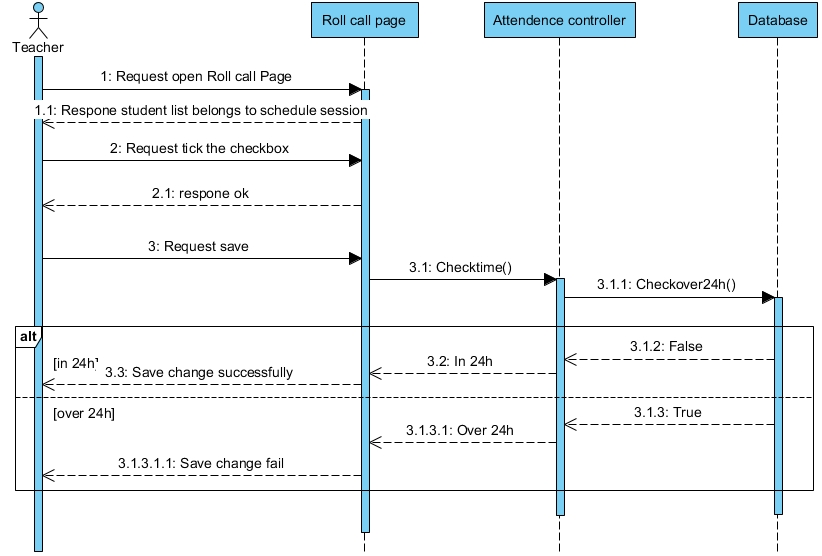 Teacher
Roll call page
Attendence controller
Database
1: Request open Roll call Page
1.1: Respone student list belongs to schedule session
2: Request tick the checkbox
2.1: respone ok
3: Request save
3.1: Checktime()
3.1.1: Checkover24h()
alt
3.1.2: False
[in 24h]
3.2: In 24h
3.3: Save change successfully
[over 24h]
3.1.3: True
3.1.3.1: Over 24h
3.1.3.1.1: Save change fail